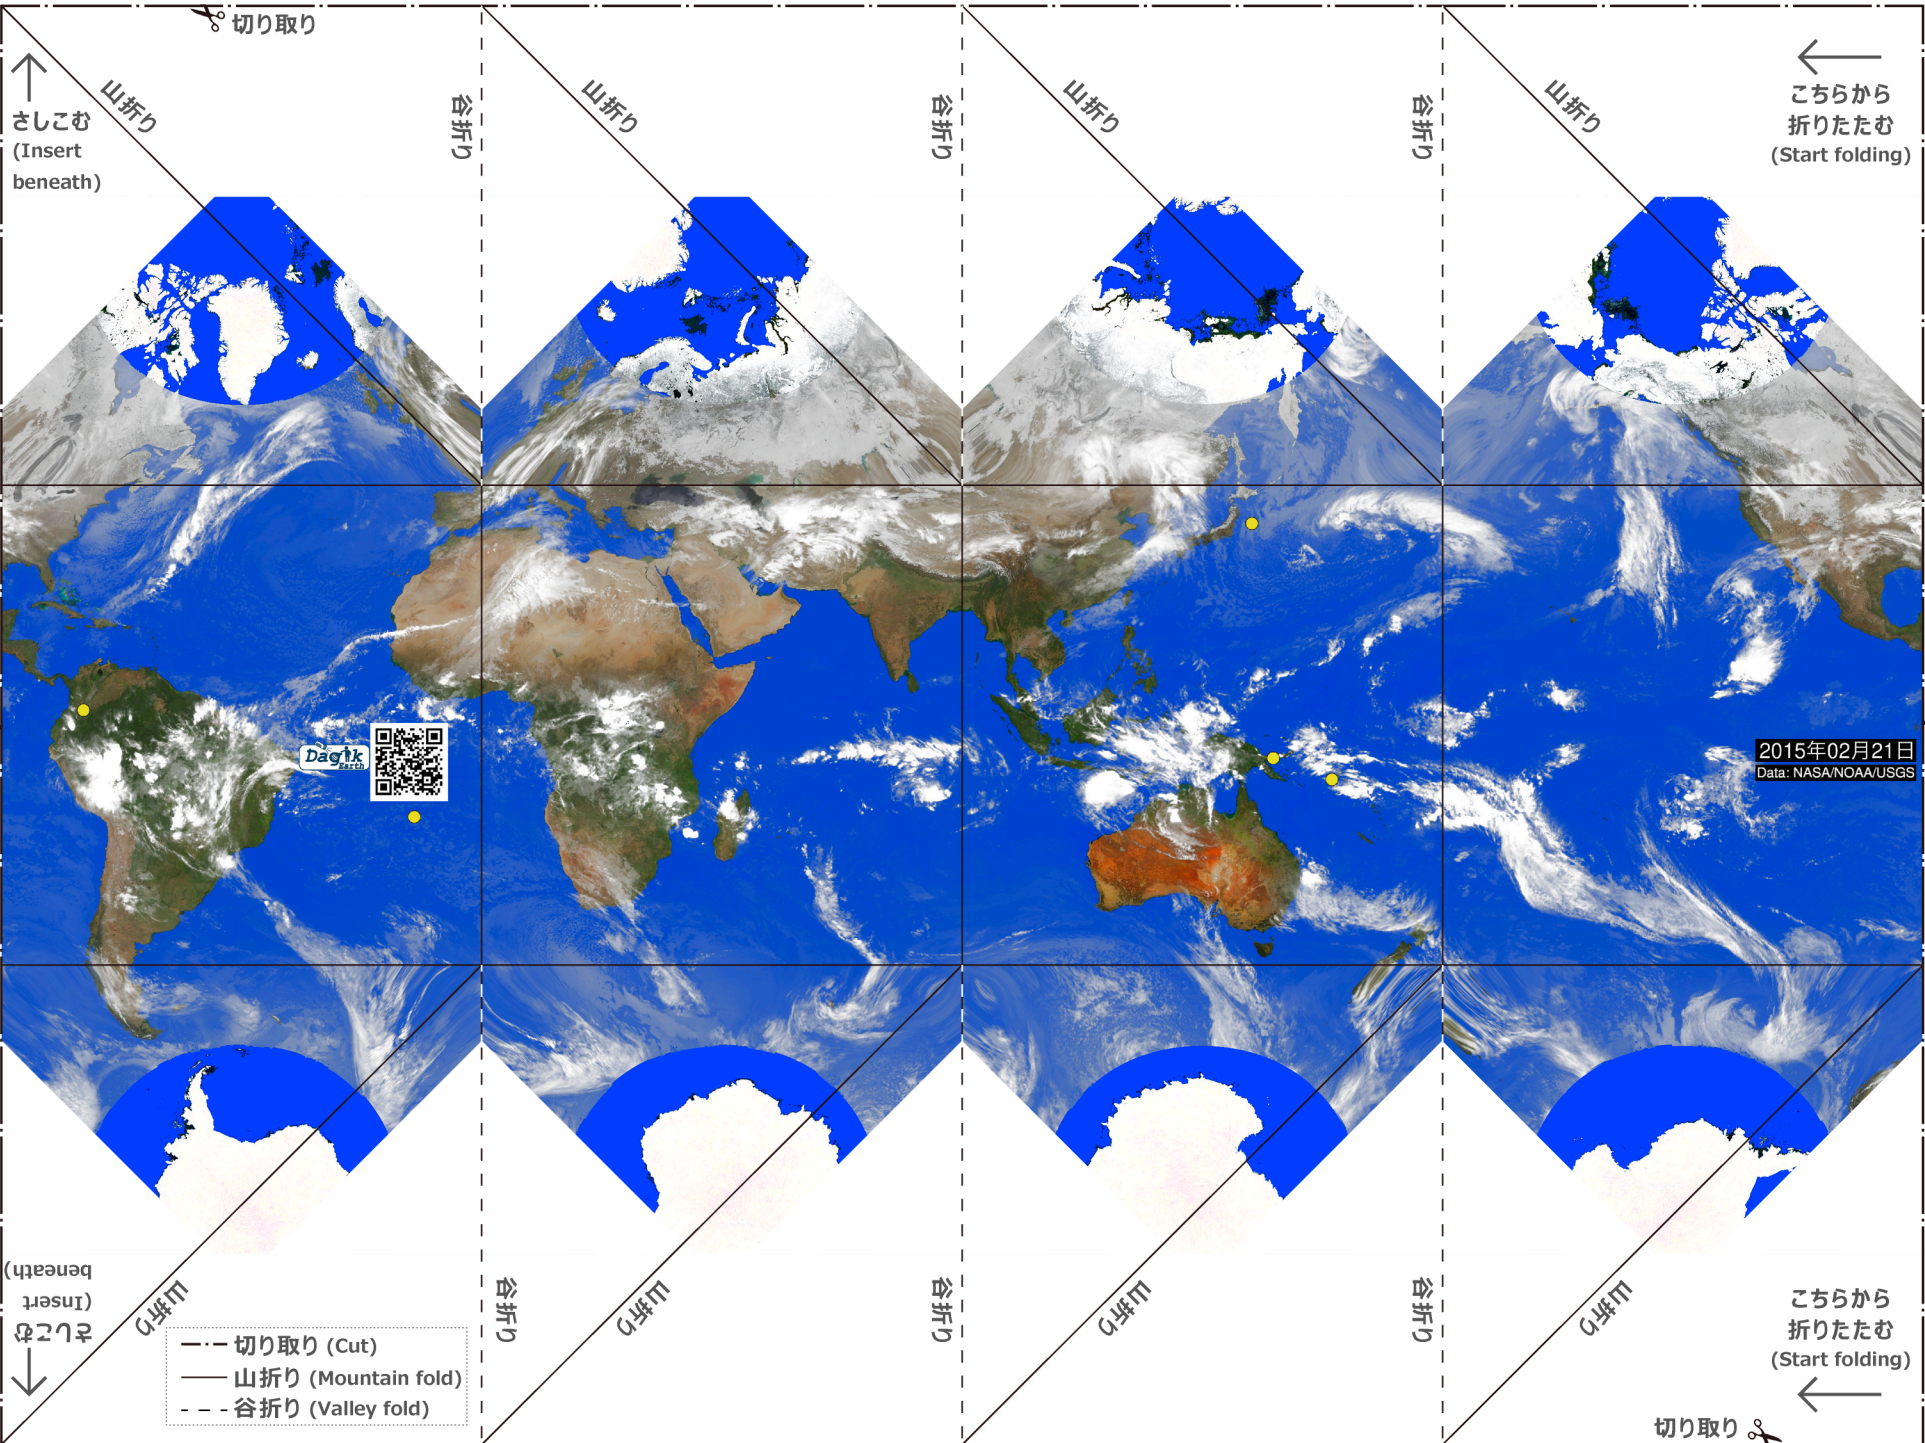 切り取り
山折り
谷折り
山折り
谷折り
山折り
谷折り
山折り
さしこむ
(Insert
beneath)
こちらから
折りたたむ
(Start folding)
Dagik
Earth
2015年02月21日
Data: NASA/NOAA/USGS
さしこむ
(Insert
beneath)
山折り
谷折り
山折り
谷折り
山折り
谷折り
山折り
こちらから
折りたたむ
(Start folding)
切り取り (Cut)
山折り (Mountain fold)
谷折り (Valley fold)
切り取り